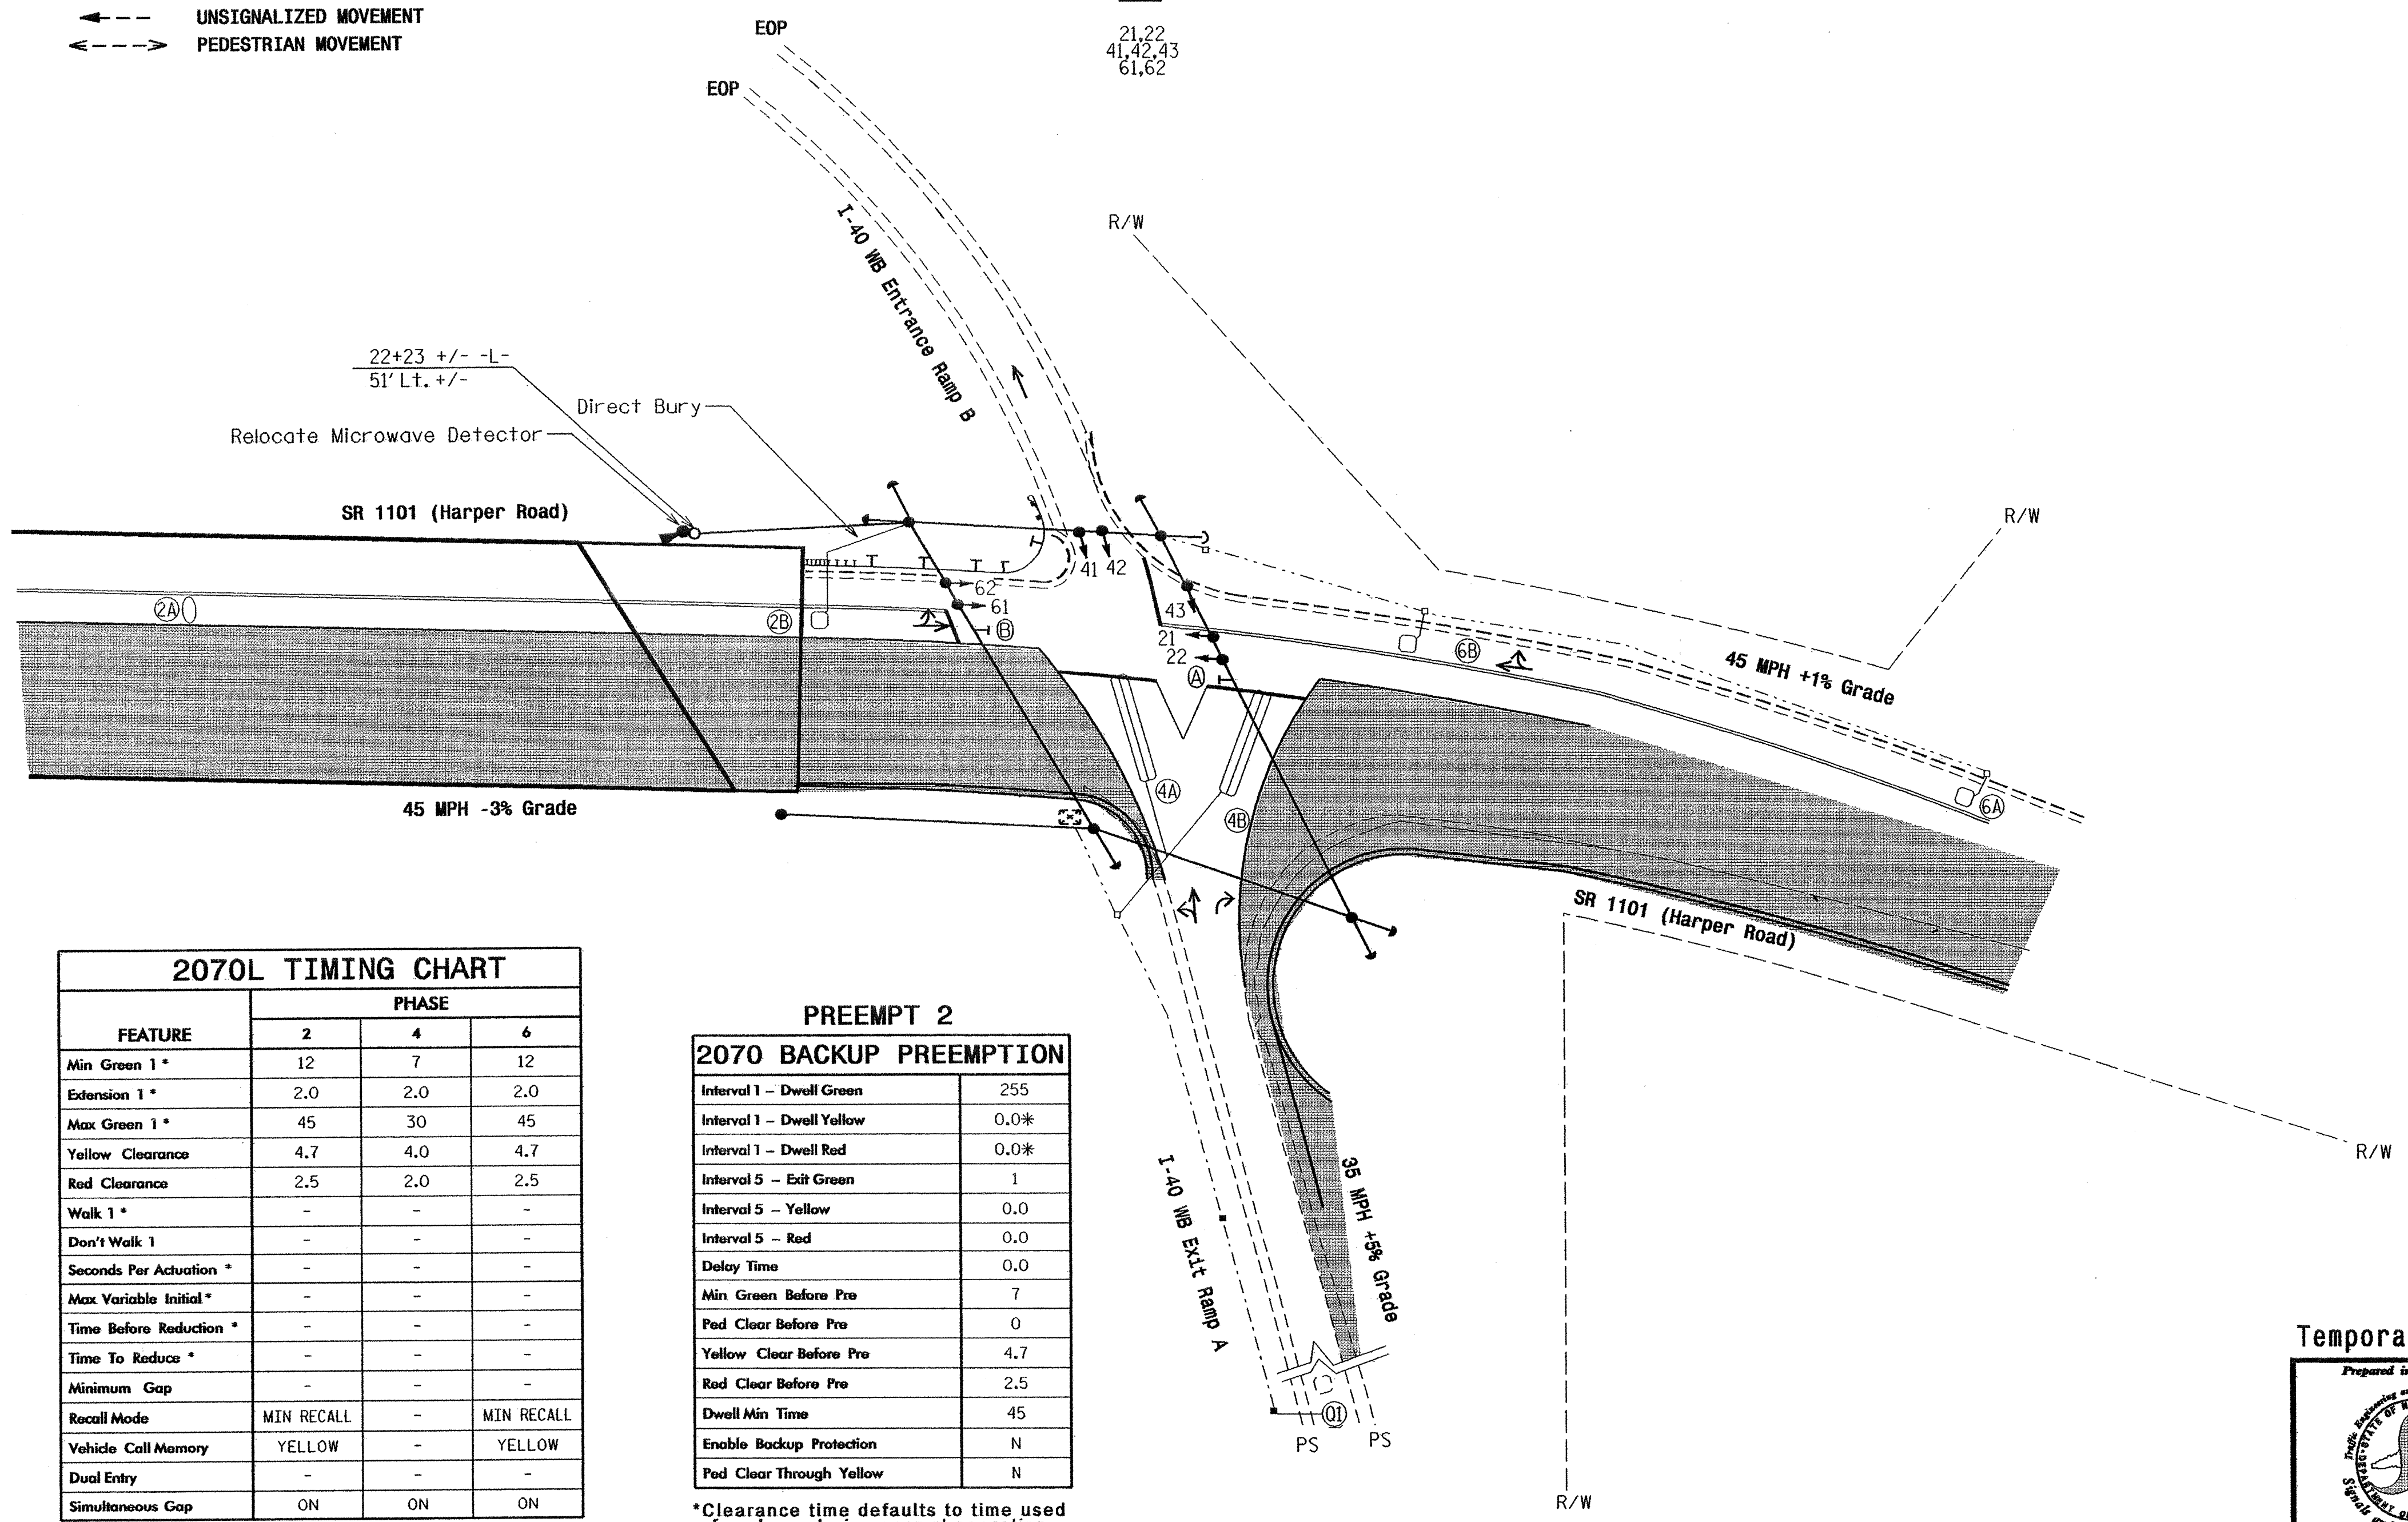 UNSIGNALIZED MOVEMENT
PEDESTRIAN MOVEMENT
21,22
41,42,43
61,62
EOP
EOP
I-40 WB Entrance Ramp B
R/W
R/W
22+23 +/- -L-
51' Lt. +/-
Direct Bury
Relocate Microwave Detector
SR 1101 (Harper Road)
41 42
62
61
43
21
22
2A
2B
B
A
6B
6A
45 MPH +1% Grade
45 MPH -3% Grade
4A
4B
SR 1101 (Harper Road)
R/W
I-40 WB Exit Ramp A
35 MPH +5% Grade
Q1
PS PS
R/W
2070L TIMING CHART
FEATURE PHASE
2 4 6
Min Green 1 * 12 7 12
Extension 1 * 2.0 2.0 2.0
Max Green 1 * 45 30 45
Yellow Clearance 4.7 4.0 4.7
Red Clearance 2.5 2.0 2.5
Walk 1 * - - -
Don't Walk 1 - - -
Seconds Per Actuation * - - -
Max Variable Initial * - - -
Time Before Reduction * - - -
Time To Reduce * - - -
Minimum Gap - - -
Recall Mode MIN RECALL - MIN RECALL
Vehicle Call Memory YELLOW - YELLOW
Dual Entry - - -
Simultaneous Gap ON ON ON
PREEMPT 2
2070 BACKUP PREEMPTION
Interval 1 – Dwell Green 255
Interval 1 – Dwell Yellow 0.0*
Interval 1 – Dwell Red 0.0*
Interval 5 – Exit Green 1
Interval 5 – Yellow 0.0
Interval 5 – Red 0.0
Delay Time 0.0
Min Green Before Pre 7
Ped Clear Before Pre 0
Yellow Clear Before Pre 4.7
Red Clear Before Pre 2.5
Dwell Min Time 45
Enable Backup Protection N
Ped Clear Through Yellow N
*Clearance time defaults to time used
Tempora
Prepared i